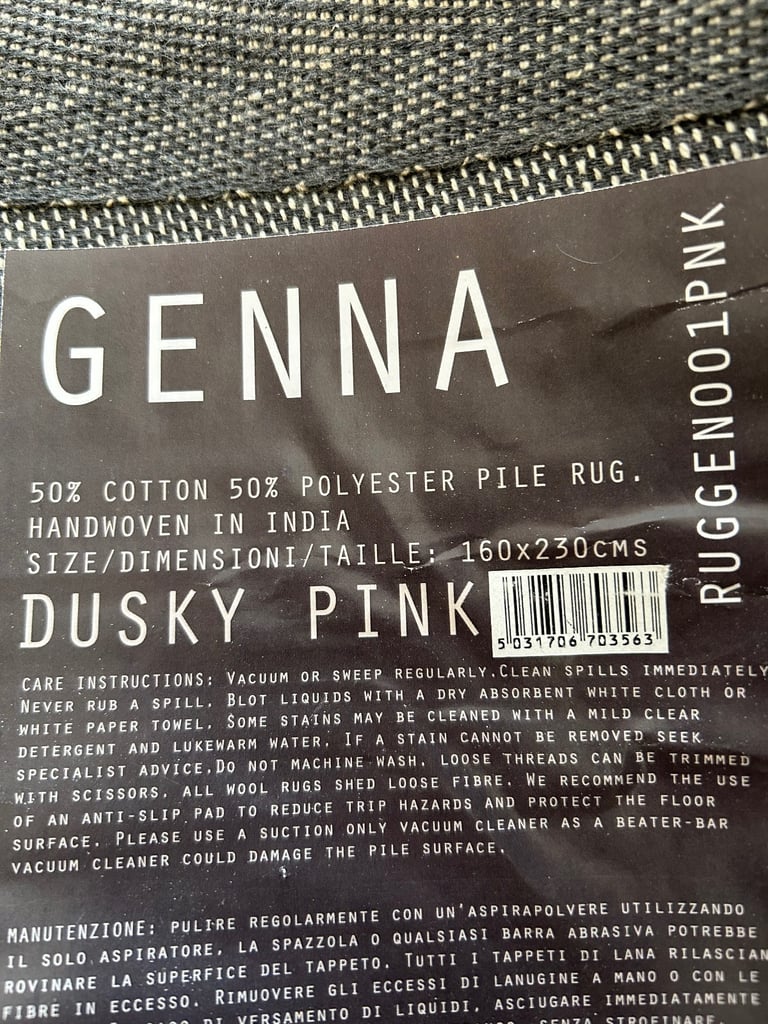 GENNA
RUGGEN001PNK
50% COTTON 50% POLYESTER PILE RUG.
HANDWOVEN IN INDIA
SIZE/DIMENSIONI/TAILLE: 160x230CMS
DUSKY PINK
5 031706 703563
CARE INSTRUCTIONS: VACUUM OR SWEEP REGULARLY.CLEAN SPILLS IMMEDIATELY
NEVER RUB A SPILL. BLOT LIQUIDS WITH A DRY ABSORBENT WHITE CLOTH OR
WHITE PAPER TOWEL. SOME STAINS MAY BE CLEANED WITH A MILD CLEAR
DETERGENT AND LUKEWARM WATER. IF A STAIN CANNOT BE REMOVED SEEK
SPECIALIST ADVICE.DO NOT MACHINE WASH. LOOSE THREADS CAN BE TRIMMED
WITH SCISSORS. ALL WOOL RUGS SHED LOOSE FIBRE. WE RECOMMEND THE USE
OF AN ANTI-SLIP PAD TO REDUCE TRIP HAZARDS AND PROTECT THE FLOOR
SURFACE. PLEASE USE A SUCTION ONLY VACUUM CLEANER AS A BEATER-BAR
VACUUM CLEANER COULD DAMAGE THE PILE SURFACE.
MANUTENZIONE: PULIRE REGOLARMENTE CON UN'ASPIRAPOLVERE UTILIZZANDO
IL SOLO ASPIRATORE. LA SPAZZOLA O QUALSIASI BARRA ABRASIVA POTREBBE
ROVINARE LA SUPERFICE DEL TAPPETO. TUTTI I TAPPETI DI LANA RILASCIAN
FIBRE IN ECCESSO. RIMUOVERE GLI ECCESSI DI LANUGINE A MANO O CON LE
DI VERSAMENTO DI LIQUIDI, ASCIUGARE IMMEDIATAMENTE
SENZA STROFINARE.